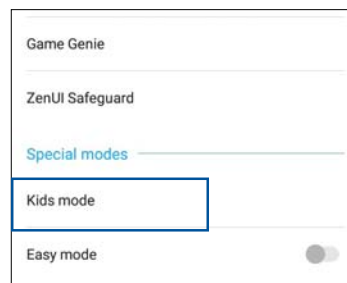 Game Genie
ZenUI Safeguard
Special modes
Kids mode
Easy mode